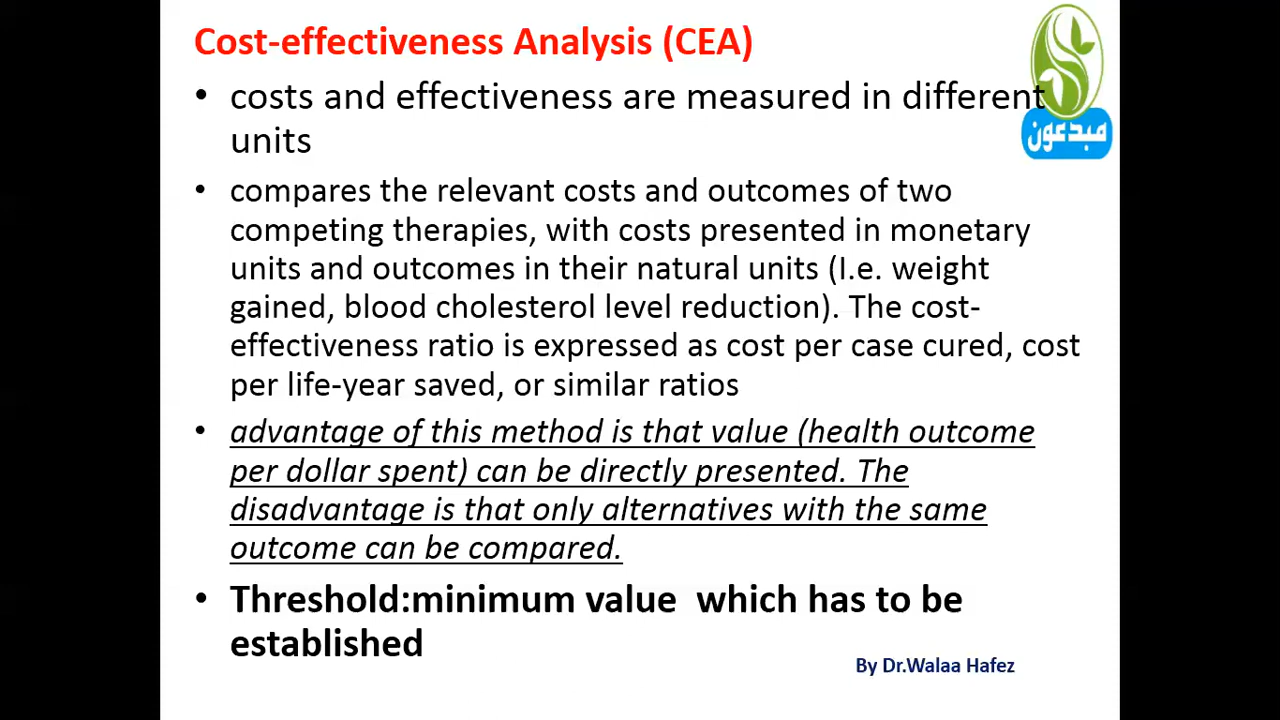 Cost-effectiveness Analysis (CEA)
• costs and effectiveness are measured in different
units
مبدعون
• compares the relevant costs and outcomes of two
competing therapies, with costs presented in monetary
units and outcomes in their natural units (I.e. weight
gained, blood cholesterol level reduction). The cost-
effectiveness ratio is expressed as cost per case cured, cost
per life-year saved, or similar ratios
• advantage of this method is that value (health outcome
per dollar spent) can be directly presented. The
disadvantage is that only alternatives with the same
outcome can be compared.
• Threshold:minimum value which has to be
established
By Dr.Walaa Hafez